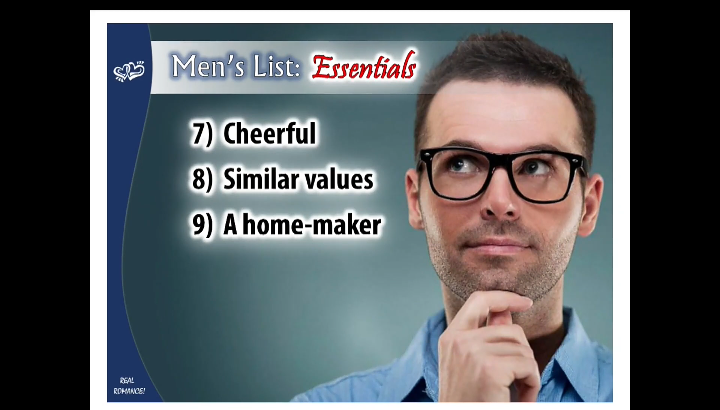 Men's List: Essentials
7) Cheerful
8) Similar values
9) A home-maker
REAL
ROMANCE!